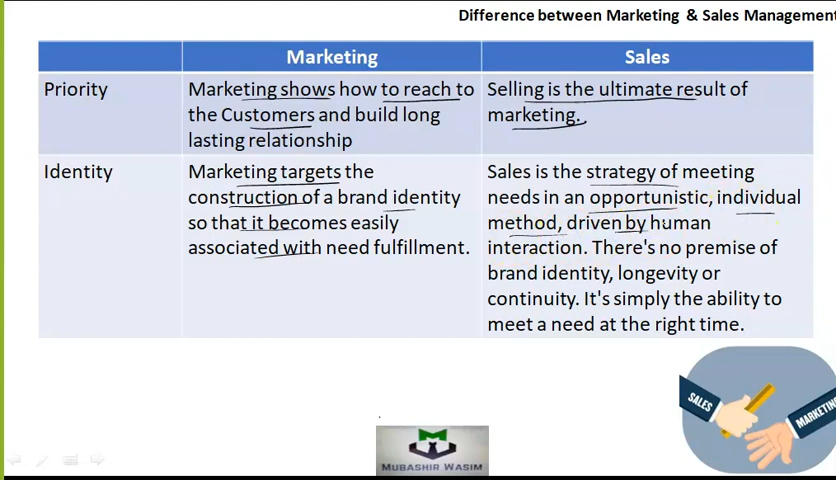 Difference between Marketing & Sales Management
Marketing
Sales
Priority
Marketing shows how to reach to
the Customers and build long
lasting relationship
Selling is the ultimate result of
marketing.
Identity
Marketing targets the
construction of a brand identity
so that it becomes easily
associated with need fulfillment.
Sales is the strategy of meeting
needs in an opportunistic, individual
method, driven by human
interaction. There's no premise of
brand identity, longevity or
continuity. It's simply the ability to
meet a need at the right time.
SALES
MARKETING
MUBASHIR WASIM